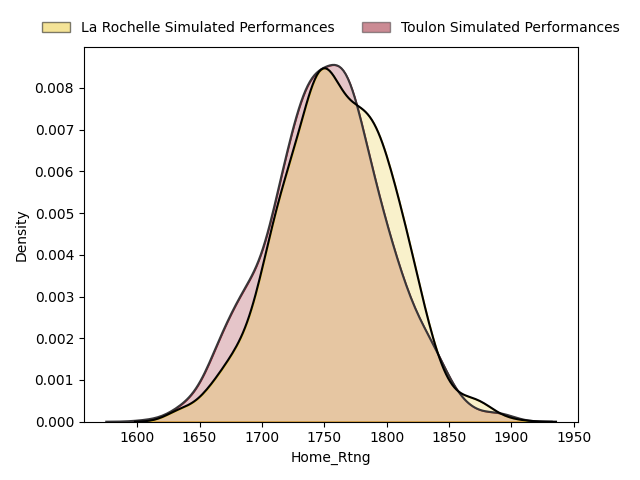 La Rochelle Simulated Performances Toulon Simulated Performances
0.008
0.007
0.006
0.005
0.004
0.003
0.002
0.001
0.000
Density
1600 1650 1700 1750 1800 1850 1900 1950
Home_Rtng